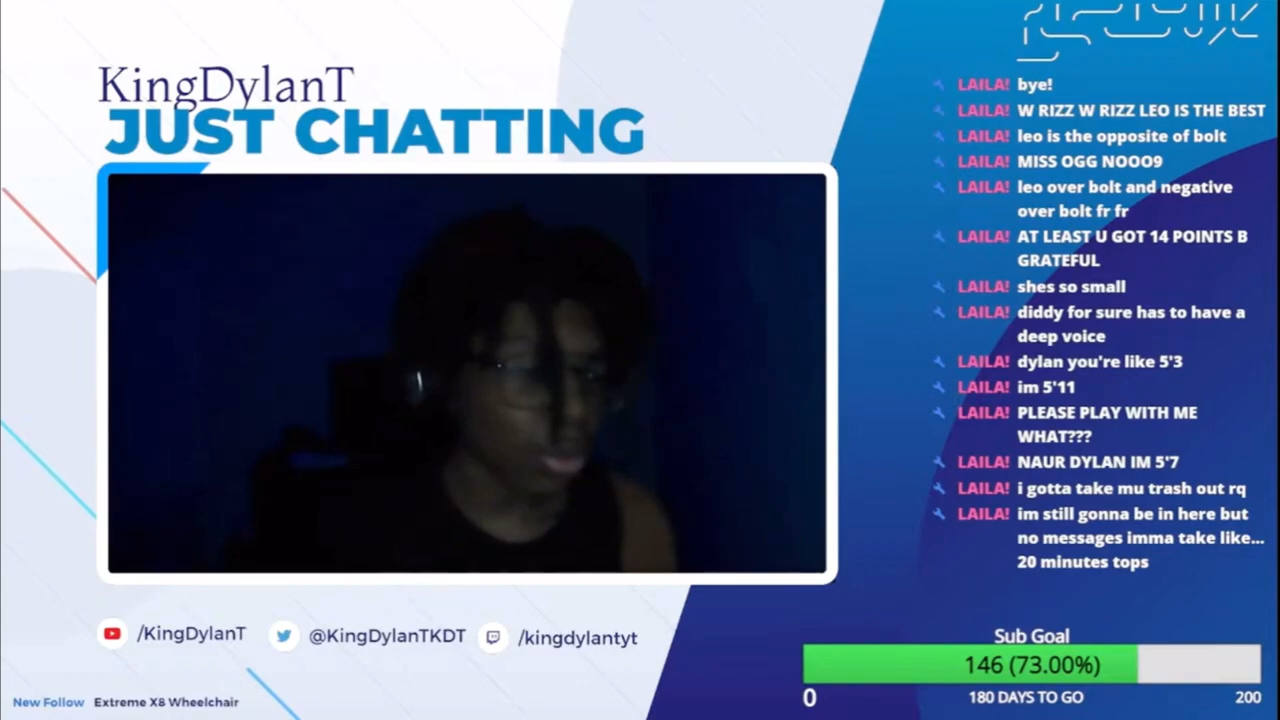 KingDylanT
JUST CHATTING
LAILA! bye!
LAILA! W RIZZ W RIZZ LEO IS THE BEST
LAILA! leo is the opposite of bolt
LAILA! MISS OGG NOOO9
LAILA! leo over bolt and negative
over bolt fr fr
LAILA! AT LEAST U GOT 14 POINTS B
GRATEFUL
LAILA! shes so small
LAILA! diddy for sure has to have a
deep voice
LAILA! dylan you're like 5'3
LAILA! im 5'11
LAILA! PLEASE PLAY WITH ME
WHAT???
LAILA! NAUR DYLAN IM 5'7
LAILA! i gotta take mu trash out rq
LAILA! im still gonna be in here but
no messages imma take like...
20 minutes tops
/KingDylanT @KingDylanTKDT /kingdylantyt
Sub Goal
146 (73.00%)
0 180 DAYS TO GO 200
New Follow Extreme X8 Wheelchair